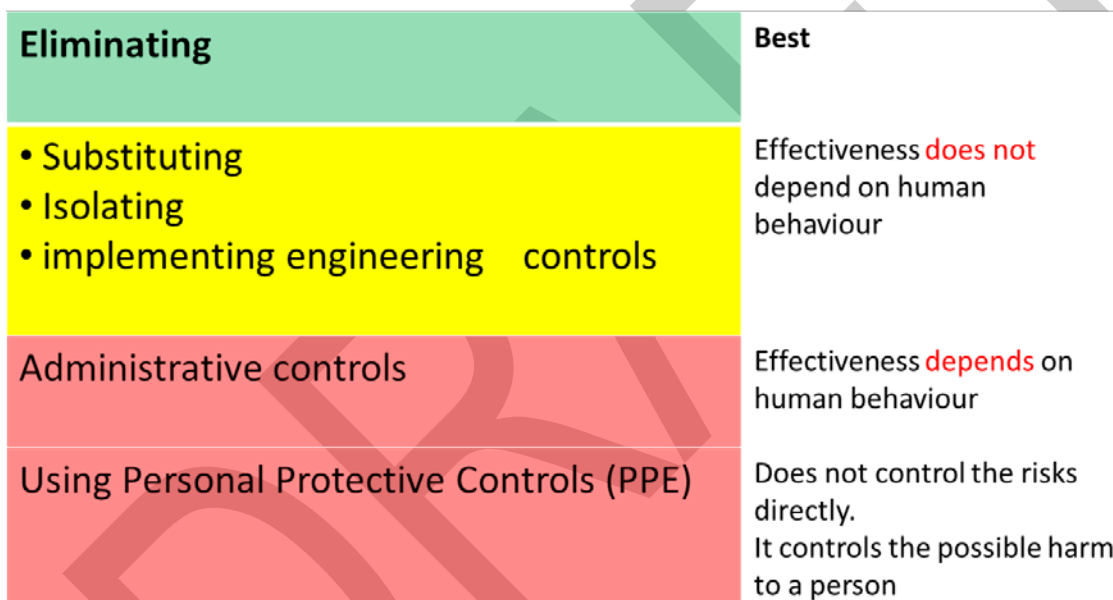 Eliminating
Best
• Substituting
• Isolating
• implementing engineering controls
Effectiveness does not
depend on human
behaviour
Administrative controls
Effectiveness depends on
human behaviour
Using Personal Protective Controls (PPE)
Does not control the risks
directly.
It controls the possible harm
to a person